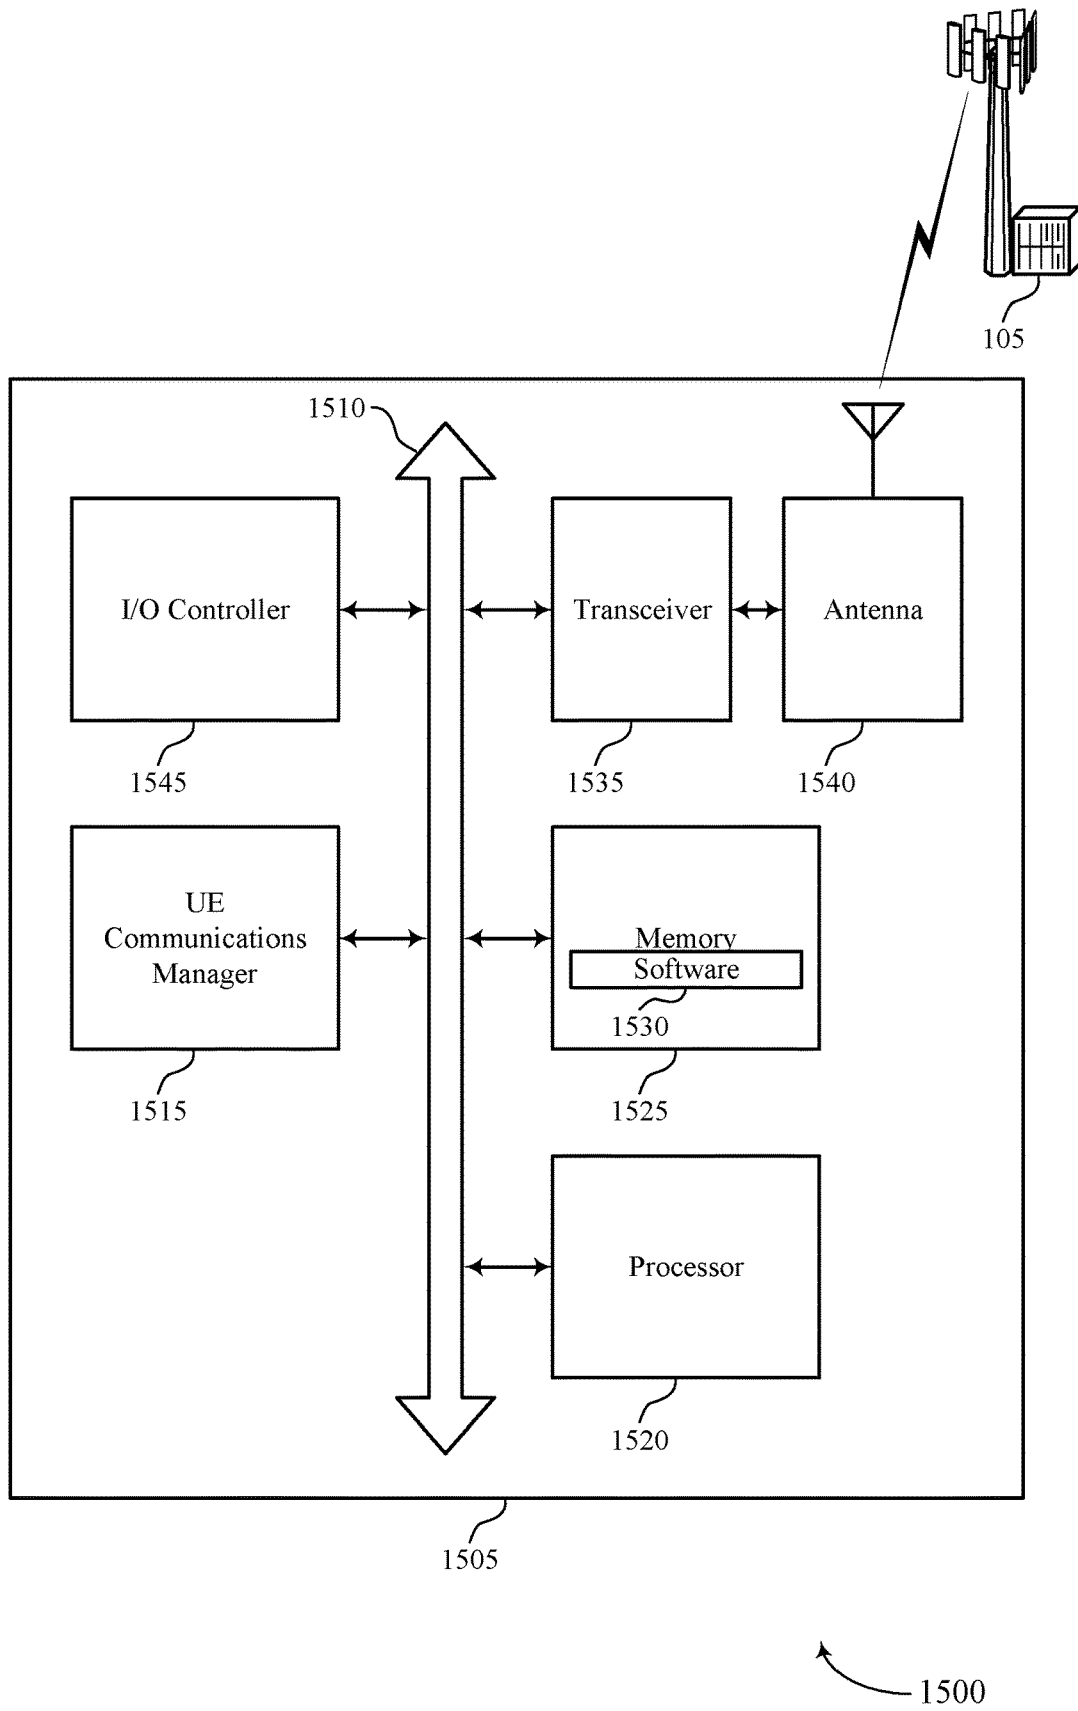 105
1510
I/O Controller
Transceiver
Antenna
1545
1535
1540
UE
Communications
Manager
Memory
Software
1530
1515
1525
Processor
1520
1505
1500